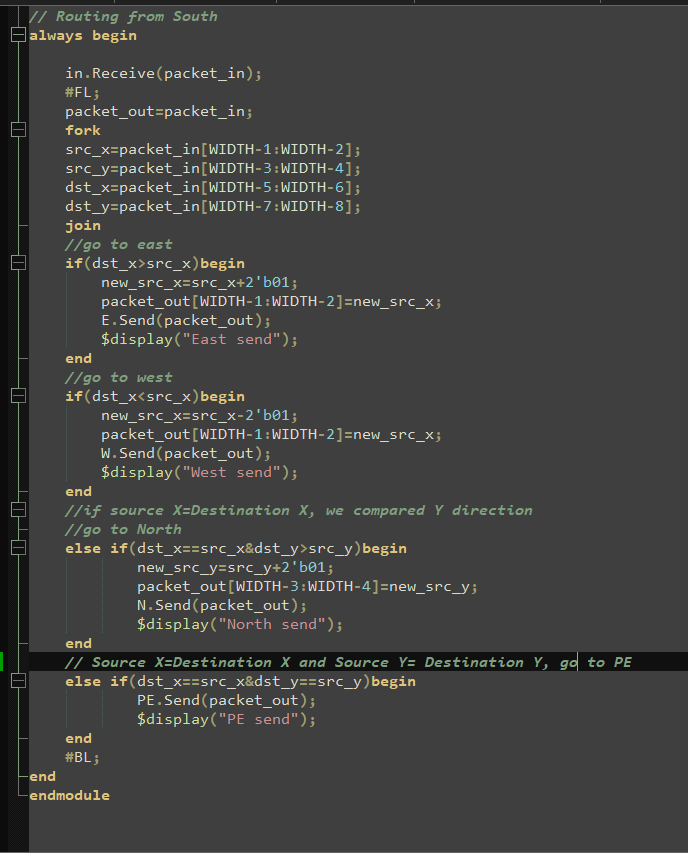 // Routing from South
always begin
in.Receive(packet_in);
#FL;
packet_out=packet_in;
fork
src_x=packet_in[WIDTH-1:WIDTH-2];
src_y=packet_in[WIDTH-3:WIDTH-4];
dst_x=packet_in[WIDTH-5:WIDTH-6];
dst_y=packet_in[WIDTH-7:WIDTH-8];
join
//go to east
if(dst_x>src_x)begin
new_src_x=src_x+2'b01;
packet_out[WIDTH-1:WIDTH-2]=new_src_x;
E.Send(packet_out);
$display("East send");
end
//go to west
if(dst_x<src_x)begin
new_src_x=src_x-2'b01;
packet_out[WIDTH-1:WIDTH-2]=new_src_x;
W.Send(packet_out);
$display("West send");
end
//if source X=Destination X, we compared Y direction
//go to North
else if(dst_x==src_x&dst_y>src_y)begin
new_src_y=src_y+2'b01;
packet_out[WIDTH-3:WIDTH-4]=new_src_y;
N.Send(packet_out);
$display("North send");
end
// Source X=Destination X and Source Y= Destination Y, go to PE
else if(dst_x==src_x&dst_y==src_y)begin
PE.Send(packet_out);
$display("PE send");
end
#BL;
end
endmodule